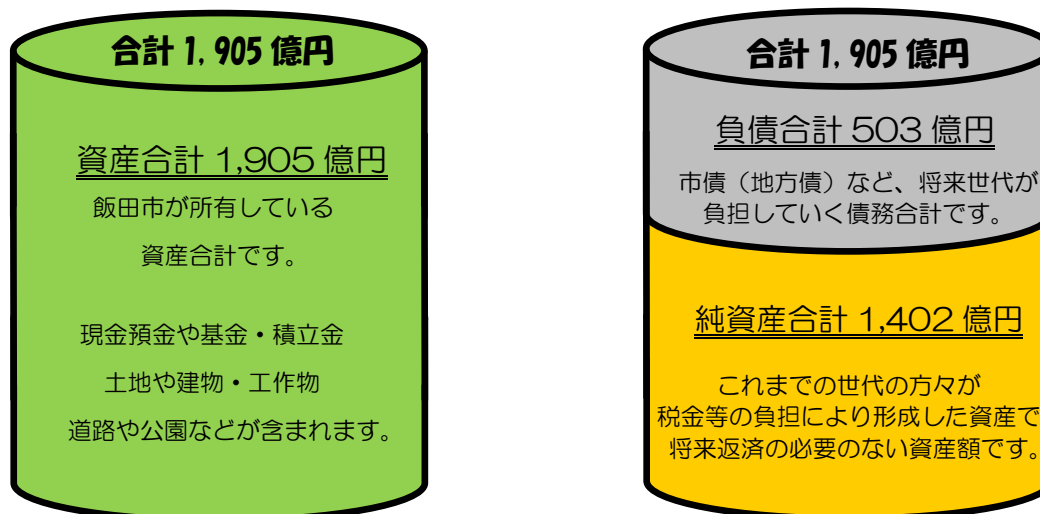 合計1,905億円
資産合計 1,905 億円
飯田市が所有している
資産合計です。
現金預金や基金・積立金
土地や建物・工作物
道路や公園などが含まれます。
合計1,905億円
負債合計 503 億円
市債（地方債）など、将来世代が
負担していく債務合計です。
純資産合計 1,402 億円
これまでの世代の方々が
税金等の負担により形成した資産で
将来返済の必要のない資産額です。